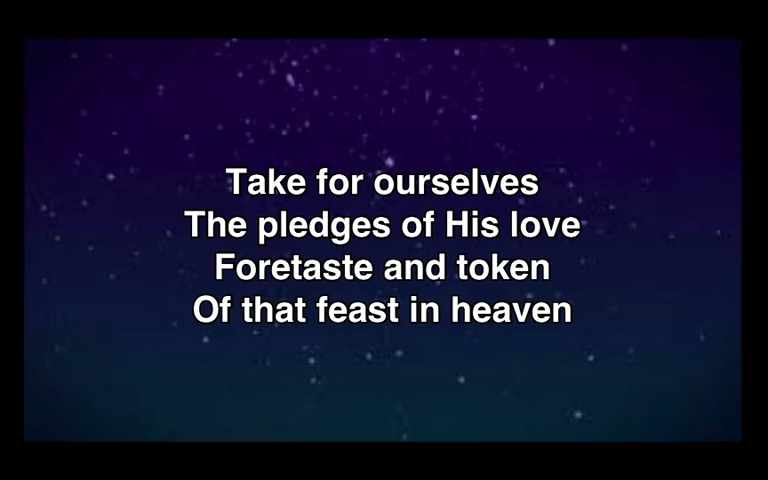 Take for ourselves
The pledges of His love
Foretaste and token
Of that feast in heaven